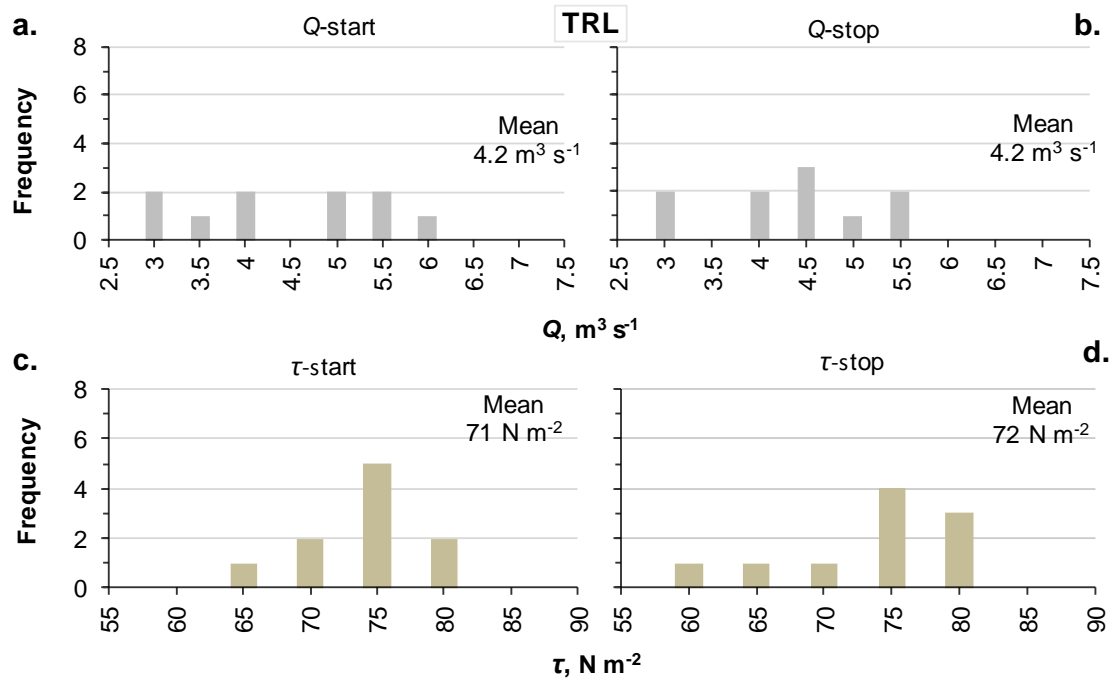 a.
Q-start
TRL
Q-stop
b.
8
6
4
2
0
Frequency
Mean
4.2 m³ s⁻¹
Mean
4.2 m³ s⁻¹
2.5 3 3.5 4 4.5 5 5.5 6 6.5 7 7.5
2.5 3 3.5 4 4.5 5 5.5 6 6.5 7 7.5
Q, m³ s⁻¹
c.
τ-start
τ-stop
d.
8
6
4
2
0
Frequency
Mean
71 N m⁻²
Mean
72 N m⁻²
55 60 65 70 75 80 85 90
55 60 65 70 75 80 85 90
τ, N m⁻²